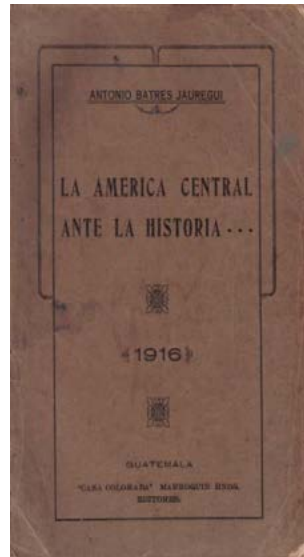 ANTONIO BATRES JAUREGUI
LA AMERICA CENTRAL
ANTE LA HISTORIA...
1916
GUATEMALA
"CASA COLORADA" MARROQUIN HNOS.
EDITORES.